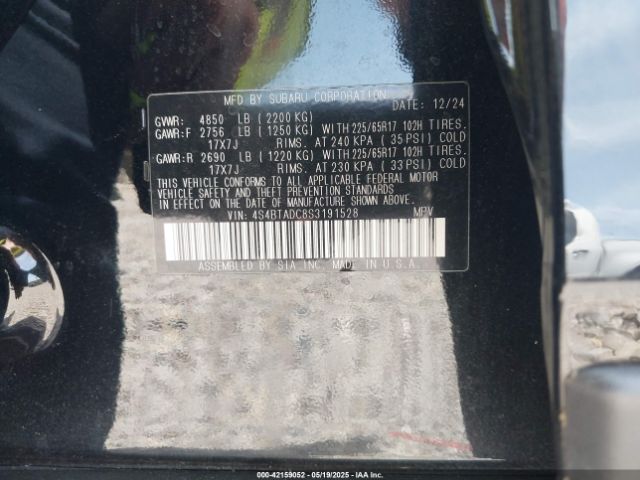 MFD BY SUBARU CORPORATION
DATE: 12/24
GVWR: 4850 LB (2200 KG)
GAWR:F 2756 LB (1250 KG) WITH 225/65R17 102H TIRES.
17X7J RIMS. AT 240 KPA (35 PSI) COLD
GAWR:R 2690 LB (1220 KG) WITH 225/65R17 102H TIRES.
17X7J RIMS. AT 230 KPA (33 PSI) COLD
THIS VEHICLE CONFORMS TO ALL APPLICABLE FEDERAL MOTOR
VEHICLE SAFETY AND THEFT PREVENTION STANDARDS
IN EFFECT ON THE DATE OF MANUFACTURE SHOWN ABOVE.
VIN: 4S4BTADC8S3191528 MPV
ASSEMBLED BY SIA INC. MADE IN U.S.A.
000-42159052 - 05/19/2025 - IAAI.COM